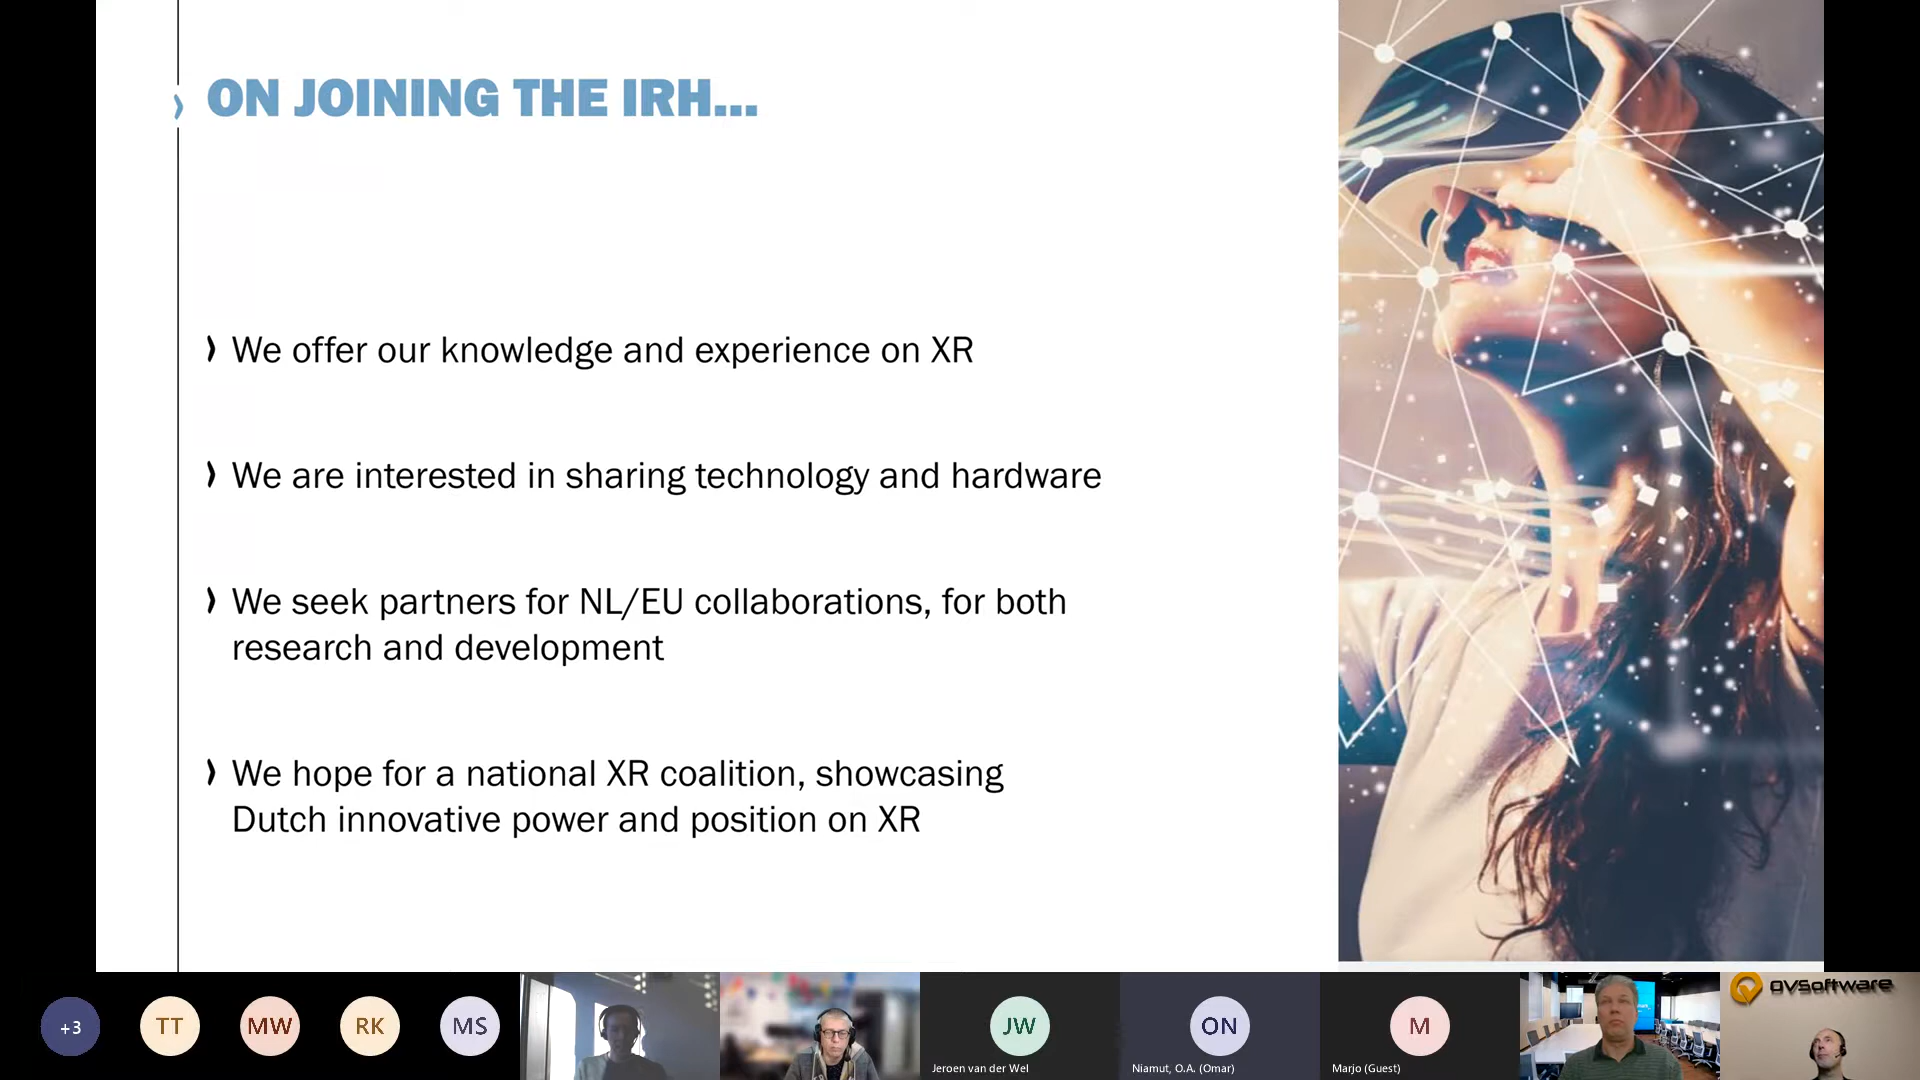 ON JOINING THE IRH...
We offer our knowledge and experience on XR
We are interested in sharing technology and hardware
We seek partners for NL/EU collaborations, for both
research and development
We hope for a national XR coalition, showcasing
Dutch innovative power and position on XR
+3
TT
MW
RK
MS
JW
Jeroen van der Wel
ON
Niamut, O.A. (Omar)
M
Marjo (Guest)
OVSoftware